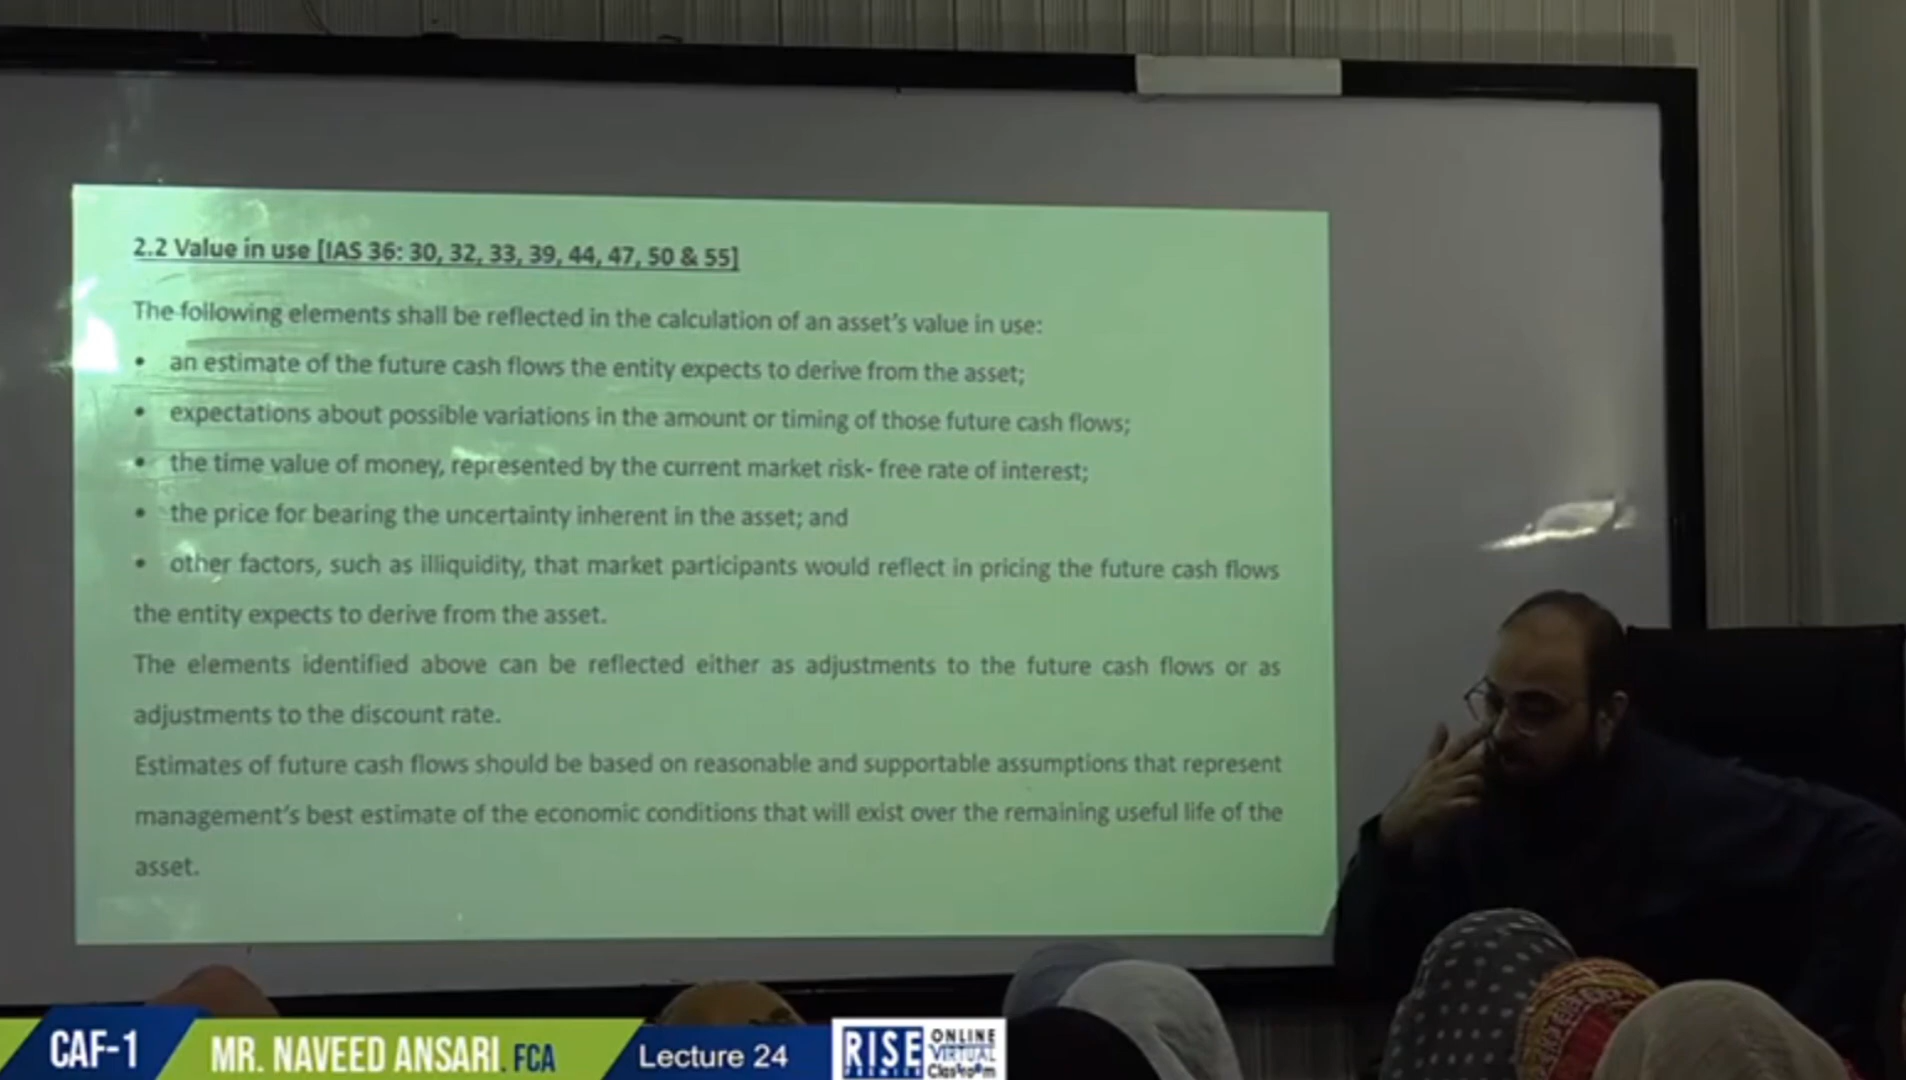 2.2 Value in use [IAS 36: 30, 32, 33, 39, 44, 47, 50 & 55]
The following elements shall be reflected in the calculation of an asset's value in use:
• an estimate of the future cash flows the entity expects to derive from the asset;
• expectations about possible variations in the amount or timing of those future cash flows;
• the time value of money, represented by the current market risk- free rate of interest;
• the price for bearing the uncertainty inherent in the asset; and
• other factors, such as illiquidity, that market participants would reflect in pricing the future cash flows
the entity expects to derive from the asset.
The elements identified above can be reflected either as adjustments to the future cash flows or as
adjustments to the discount rate.
Estimates of future cash flows should be based on reasonable and supportable assumptions that represent
management's best estimate of the economic conditions that will exist over the remaining useful life of the
asset.
CAF-1
MR. NAVEED ANSARI. FCA
Lecture 24
RISE
PREMIER
ONLINE
VIRTUAL
Classroom